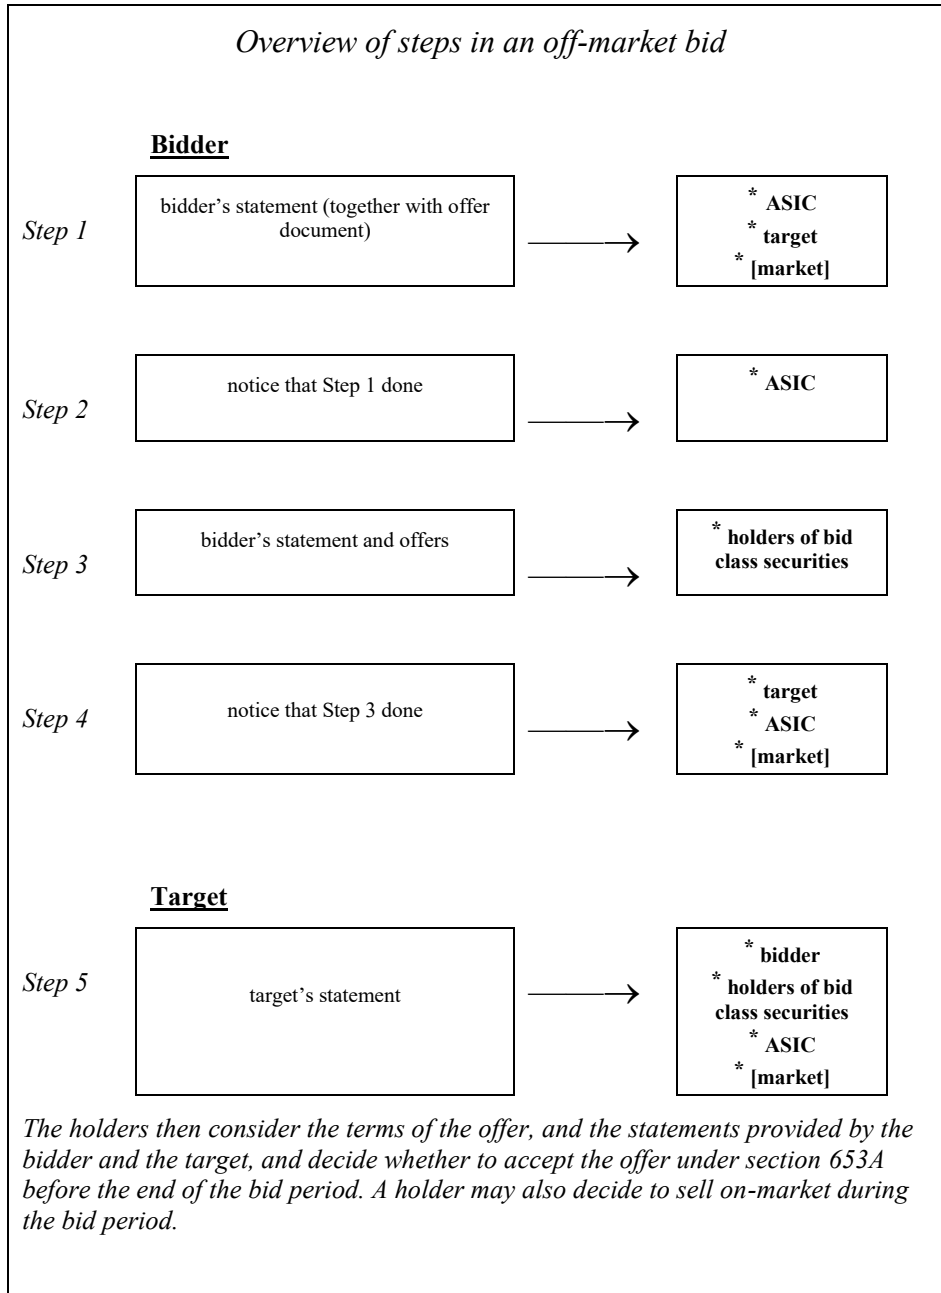 Overview of steps in an off-market bid
Bidder
Step 1
bidder's statement (together with offer
document)
* ASIC
* target
* [market]
Step 2
notice that Step 1 done
* ASIC
Step 3
bidder's statement and offers
* holders of bid
class securities
Step 4
notice that Step 3 done
* target
* ASIC
* [market]
Target
Step 5
target's statement
* bidder
* holders of bid
class securities
* ASIC
* [market]
The holders then consider the terms of the offer, and the statements provided by the
bidder and the target, and decide whether to accept the offer under section 653A
before the end of the bid period. A holder may also decide to sell on-market during
the bid period.